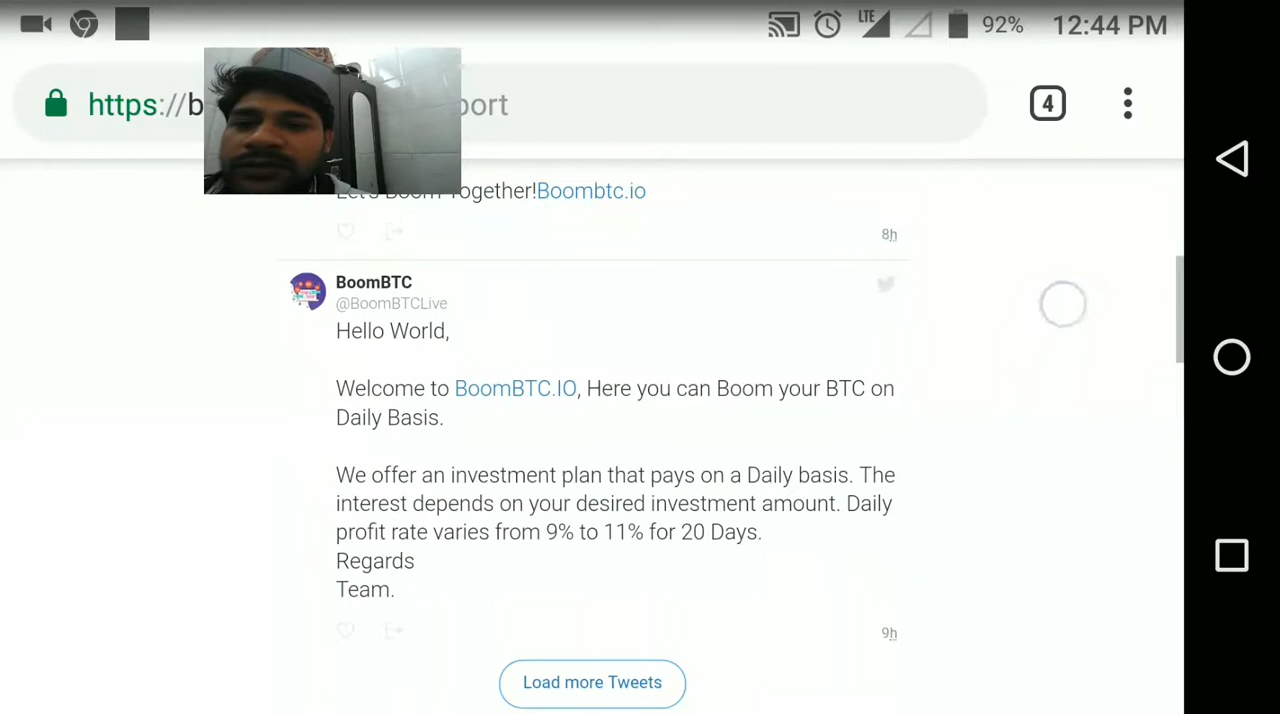 92% 12:44 PM
LTE
https://b
port
4
Let's Boom Together!Boombtc.io
8h
BoomBTC
@BoomBTCLive
Hello World,
Welcome to BoomBTC.IO, Here you can Boom your BTC on
Daily Basis.
We offer an investment plan that pays on a Daily basis. The
interest depends on your desired investment amount. Daily
profit rate varies from 9% to 11% for 20 Days.
Regards
Team.
9h
Load more Tweets